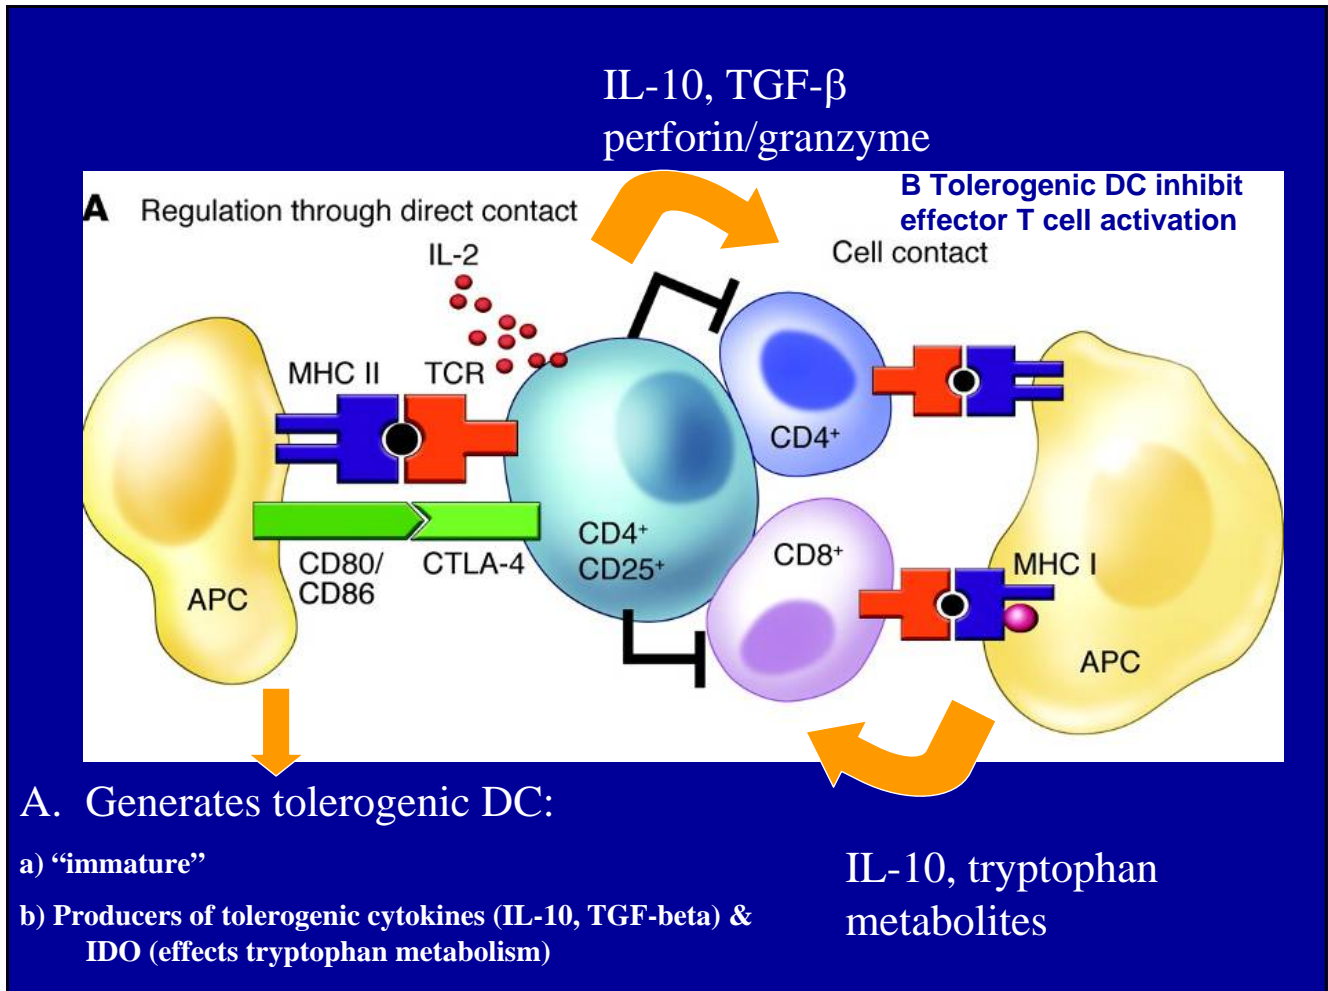 IL-10, TGF-β
perforin/granzyme
A Regulation through direct contact
B Tolerogenic DC inhibit
effector T cell activation
Cell contact
IL-2
MHC II
TCR
CD4⁺
CD4⁺
CD25⁺
CD80/
CD86
CTLA-4
APC
CD8⁺
MHC I
APC
A. Generates tolerogenic DC:
a) “immature”
b) Producers of tolerogenic cytokines (IL-10, TGF-beta) &
IDO (effects tryptophan metabolism)
IL-10, tryptophan
metabolites